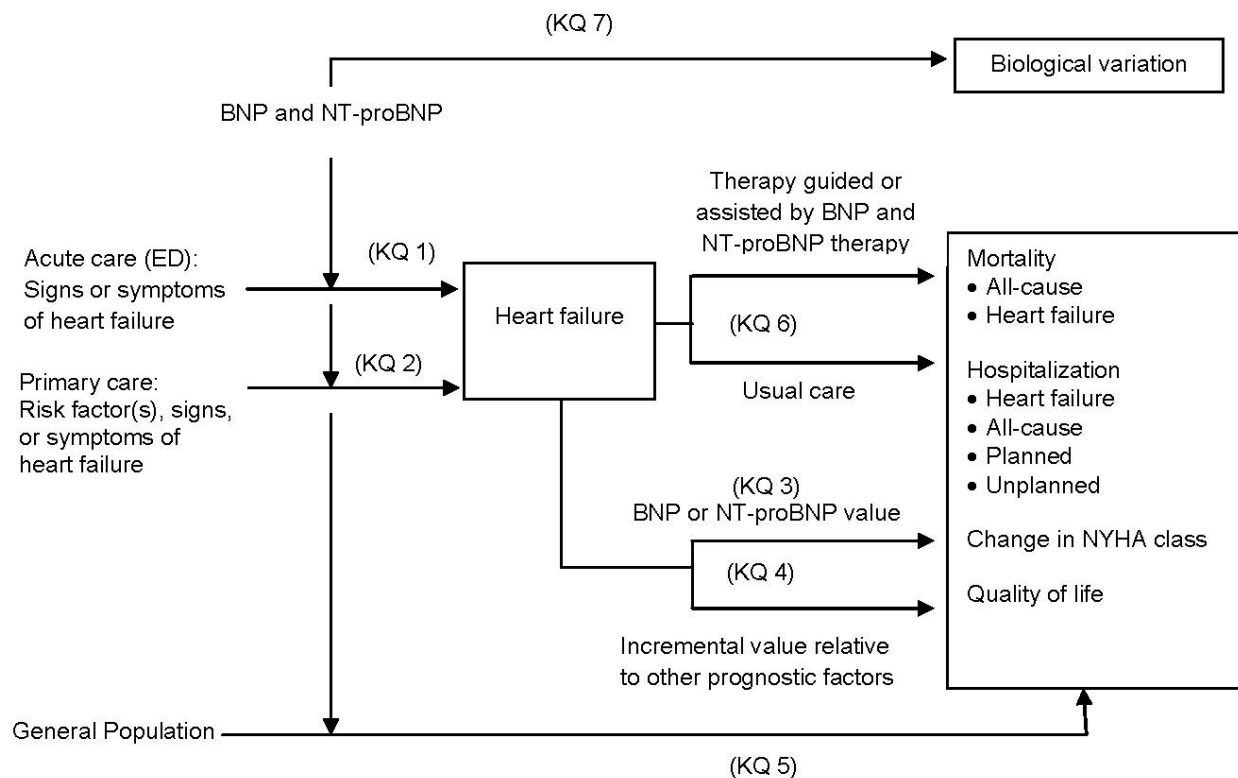 (KQ 7)
Biological variation
BNP and NT-proBNP
Therapy guided or
assisted by BNP and
NT-proBNP therapy
Acute care (ED):
Signs or symptoms
of heart failure
(KQ 1)
Heart failure
(KQ 6)
Usual care
(KQ 2)
Primary care:
Risk factor(s), signs,
or symptoms of
heart failure
(KQ 3)
BNP or NT-proBNP value
(KQ 4)
Incremental value relative
to other prognostic factors
Mortality
• All-cause
• Heart failure
Hospitalization
• Heart failure
• All-cause
• Planned
• Unplanned
Change in NYHA class
Quality of life
General Population
(KQ 5)